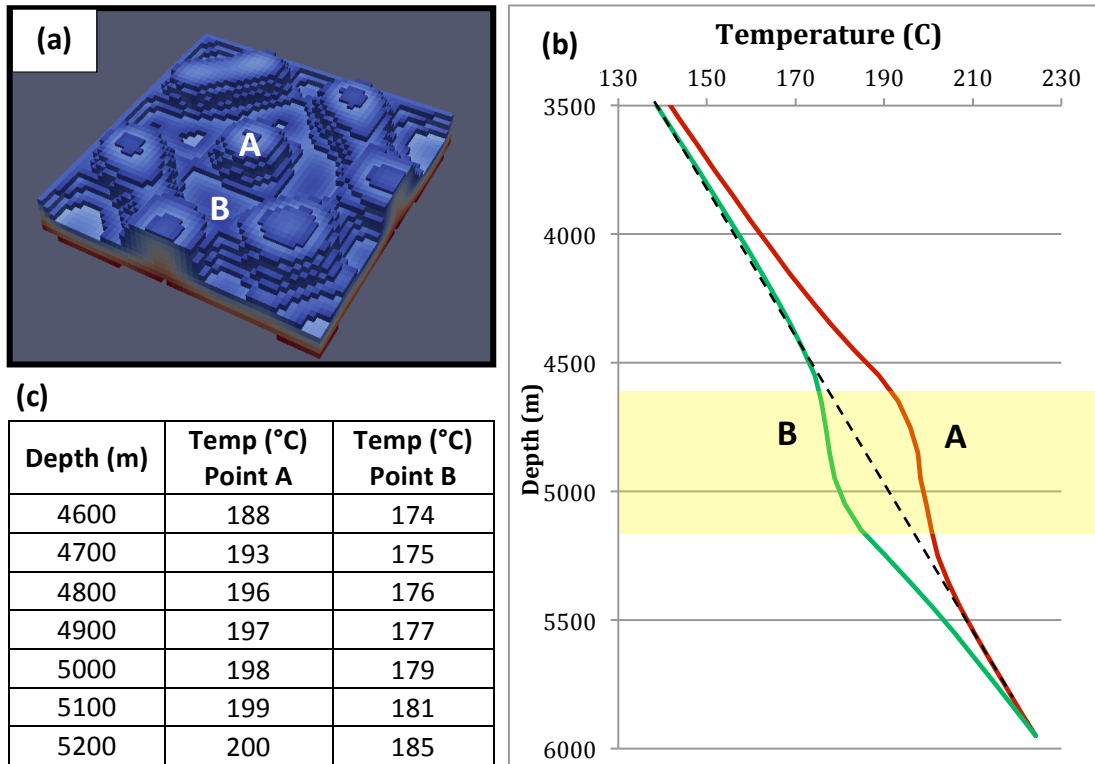 (a)
A
B
(b)
Temperature (C)
130 150 170 190 210 230
3500
4000
4500
5000
5500
6000
Depth (m)
B
A
(c)
Depth (m) Temp (°C) Point A Temp (°C) Point B
4600 188 174
4700 193 175
4800 196 176
4900 197 177
5000 198 179
5100 199 181
5200 200 185